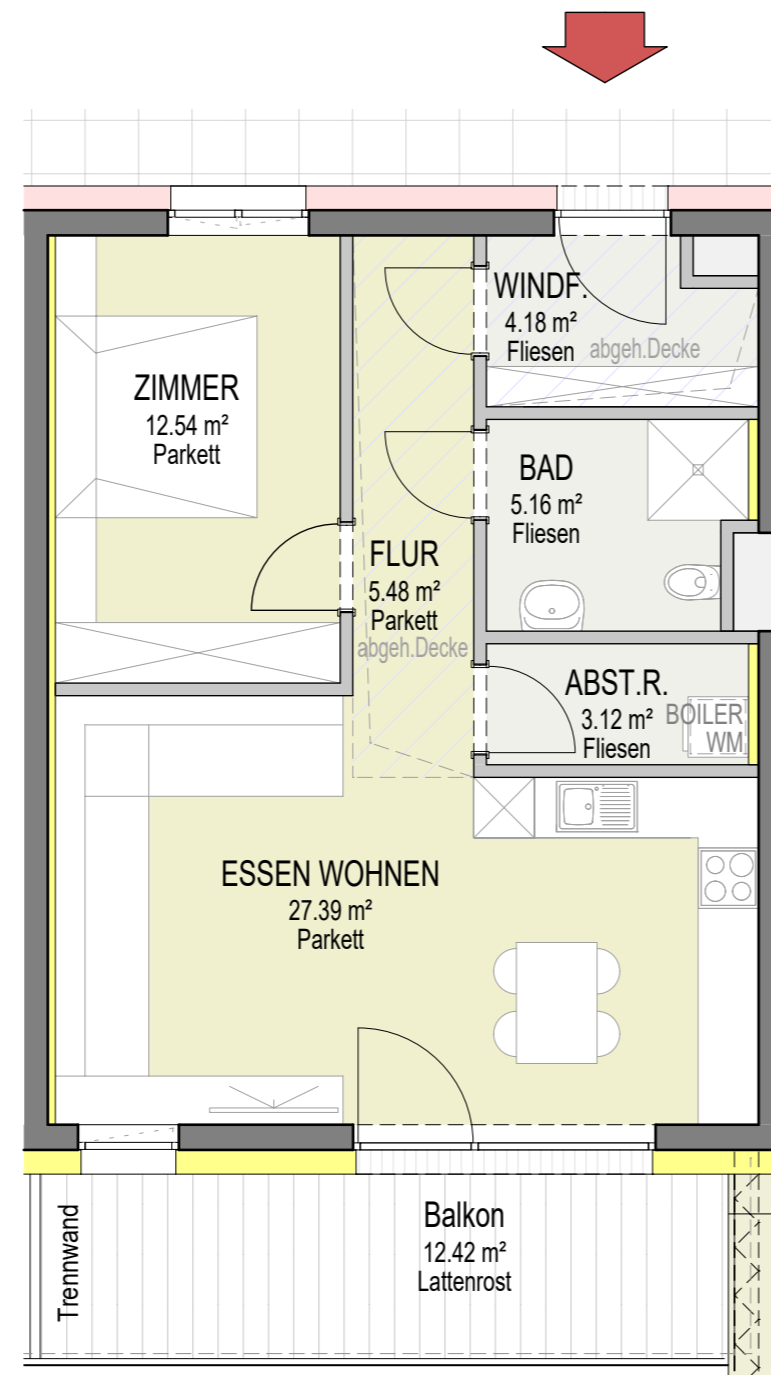 WINDF.
4.18 m²
Fliesen
abgeh.Decke
ZIMMER
12.54 m²
Parkett
BAD
5.16 m²
Fliesen
FLUR
5.48 m²
Parkett
abgeh.Decke
ABST.R.
3.12 m²
Fliesen
BOILER
WM
ESSEN WOHNEN
27.39 m²
Parkett
Trennwand
Balkon
12.42 m²
Lattenrost